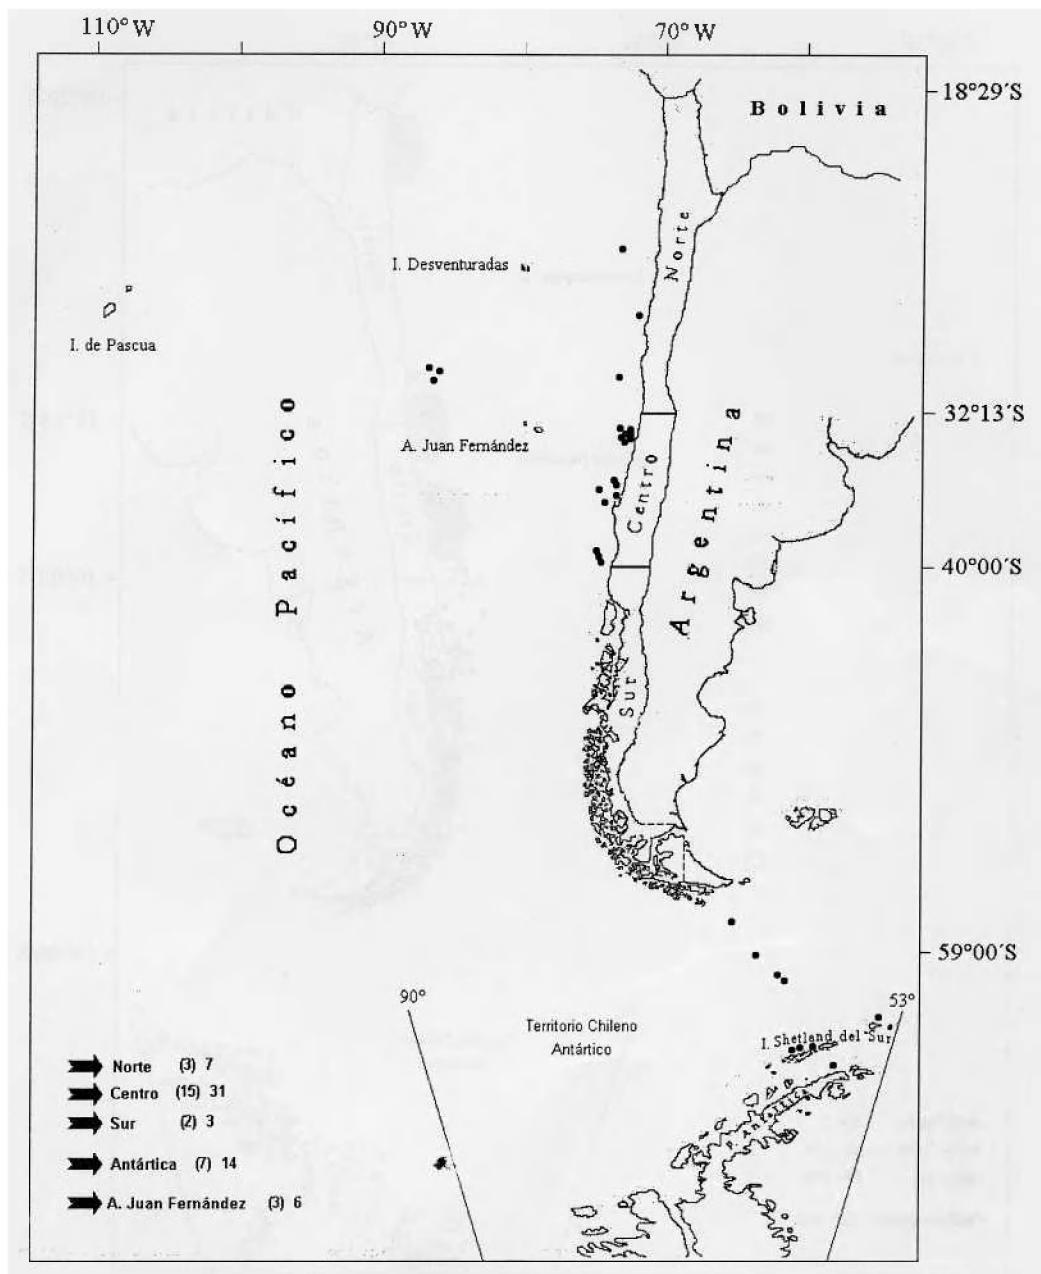 110°W 90°W 70°W
18°29´S
Bolivia
Norte
I. Desventuradas
I. de Pascua
32°13´S
A. Juan Fernández
Centro
Argentina
Océano Pacífico
40°00´S
Sur
59°00´S
90°
53°
Territorio Chileno
Antártico
I. Shetland del Sur
P. Antártica
Norte (3) 7
Centro (15) 31
Sur (2) 3
Antártica (7) 14
A. Juan Fernández (3) 6